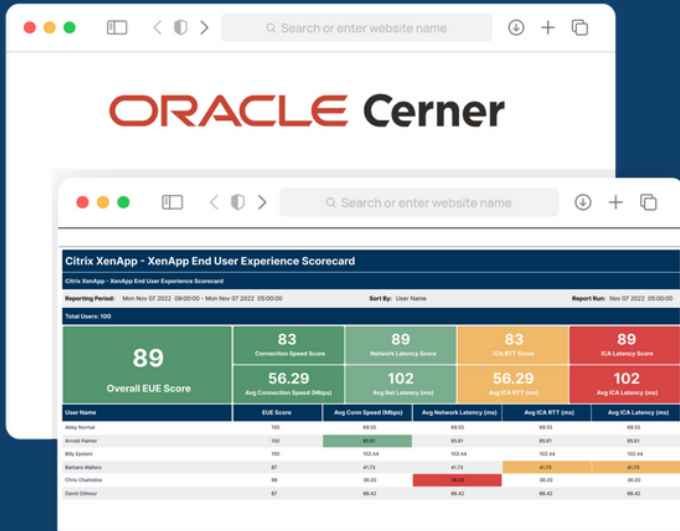 Search or enter website name
ORACLE Cerner
Search or enter website name
Citrix XenApp - XenApp End User Experience Scorecard
Citrix XenApp - XenApp End User Experience Scorecard
Reporting Period: Mon Nov 07 2022 09:00:00 - Mon Nov 07 2022 05:00:00 Sort By: User Name Report Run: Nov 07 2022 05:00:00
Total Users: 100
89
Overall EUE Score
83 89 83 89
Connection Speed Score Network Latency Score ICA RTT Score ICA Latency Score
56.29 102 56.29 102
Avg Connection Speed (Mbps) Avg Net Latency (ms) Avg ICA RTT (ms) Avg ICA Latency (ms)
User Name EUE Score Avg Conn Speed (Mbps) Avg Network Latency (ms) Avg ICA RTT (ms) Avg ICA Latency (ms)
Abby Normal 100 69.55 69.55 69.55 69.55
Arnold Palmer 100 85.61 85.61 85.61 85.61
Billy Epstein 100 102.44 102.44 102.44 102.44
Barbara Walters 87 41.73 41.73 41.73 41.73
Chris Chambliss 98 36.20 36.20 36.20 36.20
David Gilmour 87 88.42 88.42 88.42 88.42